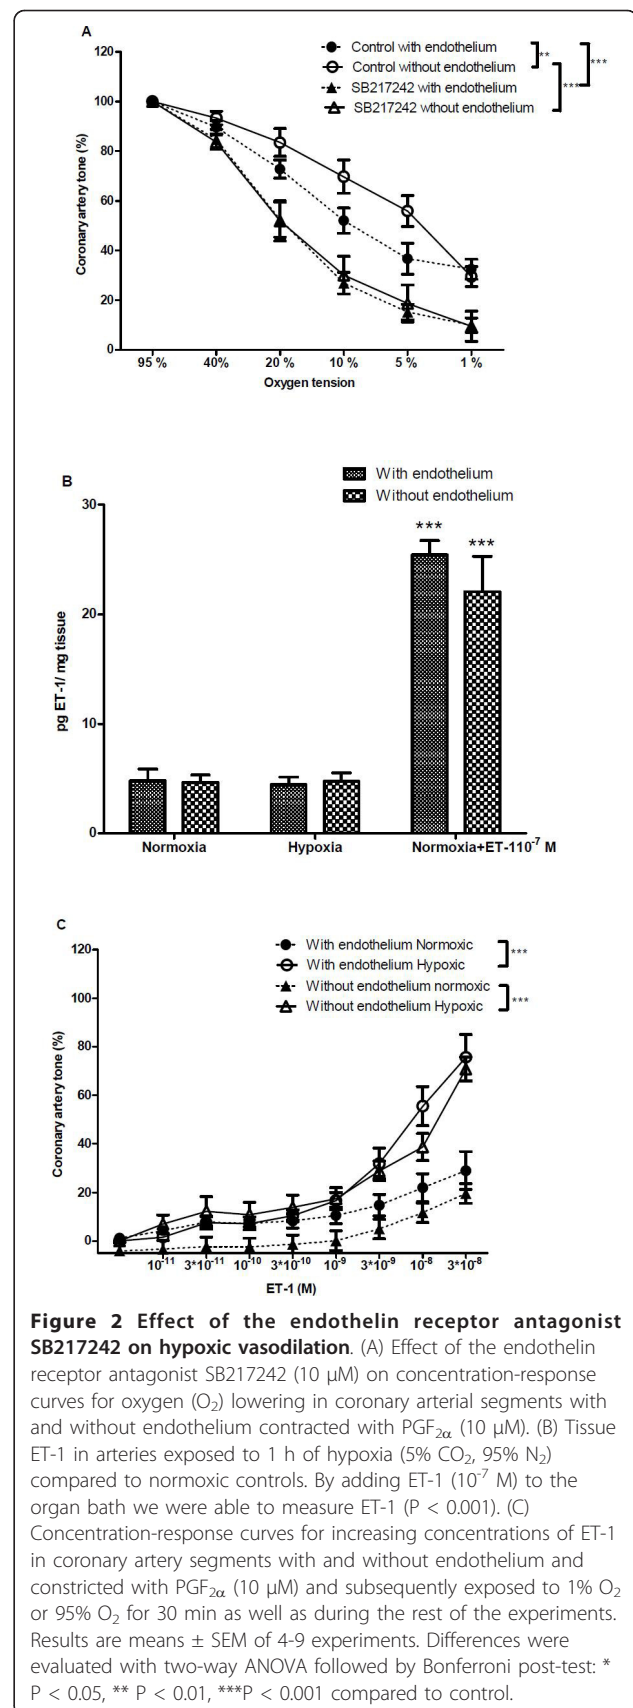 A
Control with endothelium
Control without endothelium
SB217242 with endothelium
SB217242 wthout endothelium
**
***
***
Coronary artery tone (%)
120
100
80
60
40
20
0
95 %
40%
20 %
10 %
5 %
1 %
Oxygen tension
B
With endothelium
Without endothelium
pg ET-1/ mg tissue
30
20
10
0
***
***
Normoxia
Hypoxia
Normoxia+ET-110⁻⁷ M
C
With endothelium Normoxic
With endothelium Hypoxic
Without endothelium normoxic
Without endothelium Hypoxic
***
***
Coronary artery tone (%)
120
100
80
60
40
20
0
10⁻¹¹
3*10⁻¹¹
10⁻¹⁰
3*10⁻¹⁰
10⁻⁹
3*10⁻⁹
10⁻⁸
3*10⁻⁸
ET-1 (M)
Figure 2 Effect of the endothelin receptor antagonist
SB217242 on hypoxic vasodilation. (A) Effect of the endothelin
receptor antagonist SB217242 (10 μM) on concentration-response
curves for oxygen (O₂) lowering in coronary arterial segments with
and without endothelium contracted with PGF₂α (10 μM). (B) Tissue
ET-1 in arteries exposed to 1 h of hypoxia (5% CO₂, 95% N₂)
compared to normoxic controls. By adding ET-1 (10⁻⁷ M) to the
organ bath we were able to measure ET-1 (P < 0.001). (C)
Concentration-response curves for increasing concentrations of ET-1
in coronary artery segments with and without endothelium and
constricted with PGF₂α (10 μM) and subsequently exposed to 1% O₂
or 95% O₂ for 30 min as well as during the rest of the experiments.
Results are means ± SEM of 4-9 experiments. Differences were
evaluated with two-way ANOVA followed by Bonferroni post-test: *
P < 0.05, ** P < 0.01, ***P < 0.001 compared to control.